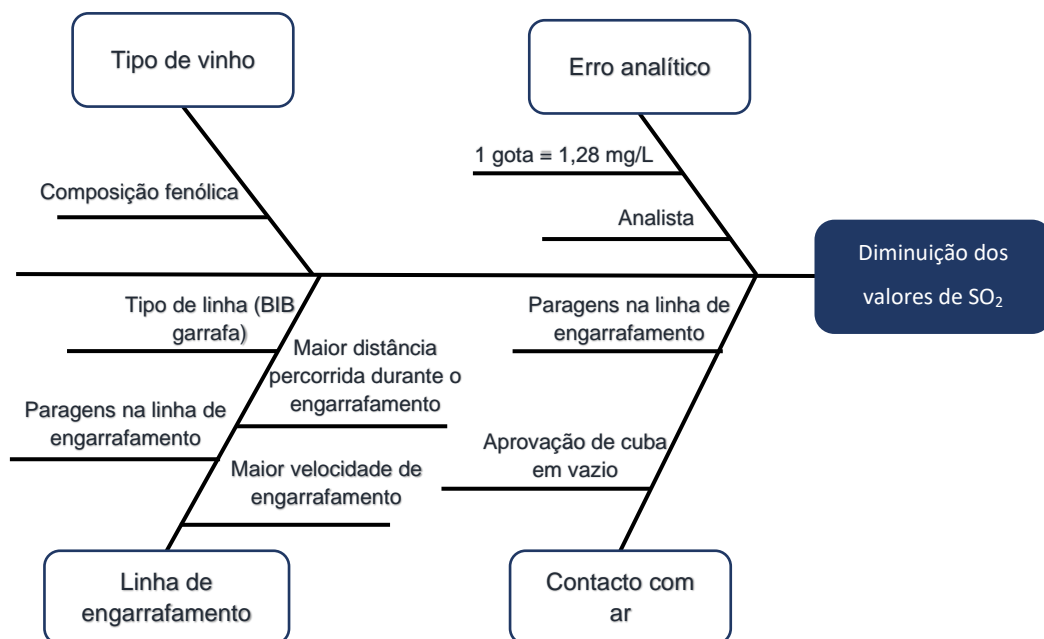 Tipo de vinho
Erro analítico
1 gota = 1,28 mg/L
Composição fenólica
Analista
Diminuição dos
valores de SO₂
Tipo de linha (BIB
garrafa)
Paragens na linha de
engarrafamento
Maior distância
percorrida durante o
engarrafamento
Paragens na linha de
engarrafamento
Aprovação de cuba
em vazio
Maior velocidade de
engarrafamento
Linha de
engarrafamento
Contacto com
ar